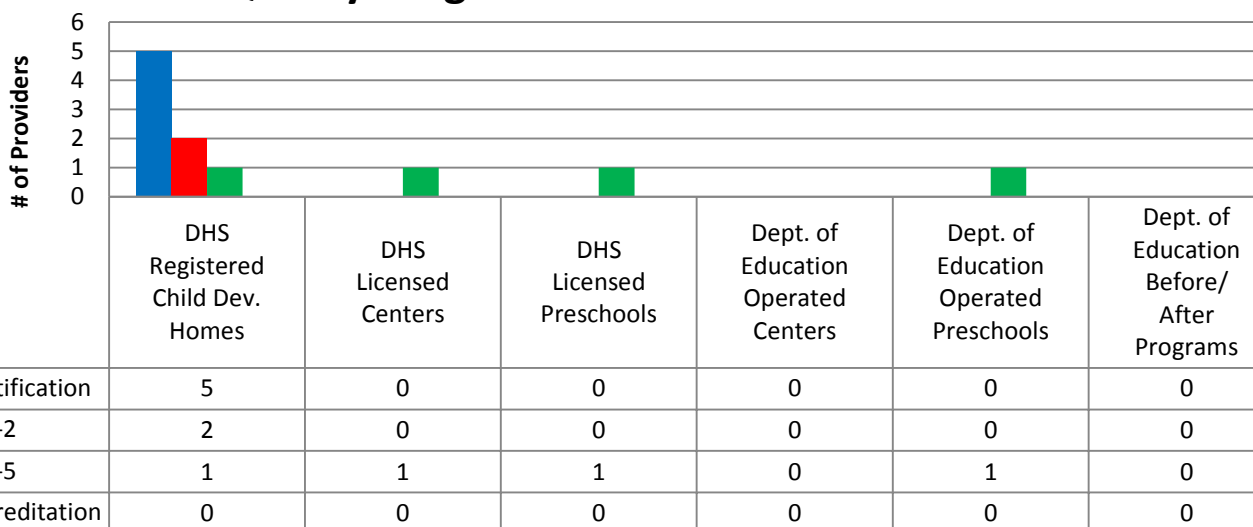 6
5
4
3
2
1
0
# of Providers
DHS
Registered
Child Dev.
Homes
DHS
Licensed
Centers
DHS
Licensed
Preschools
Dept. of
Education
Operated
Centers
Dept. of
Education
Operated
Preschools
Dept. of
Education
Before/
After
Programs
tification 5 0 0 0 0 0
-2 2 0 0 0 0 0
-5 1 1 1 0 1 0
reditation 0 0 0 0 0 0